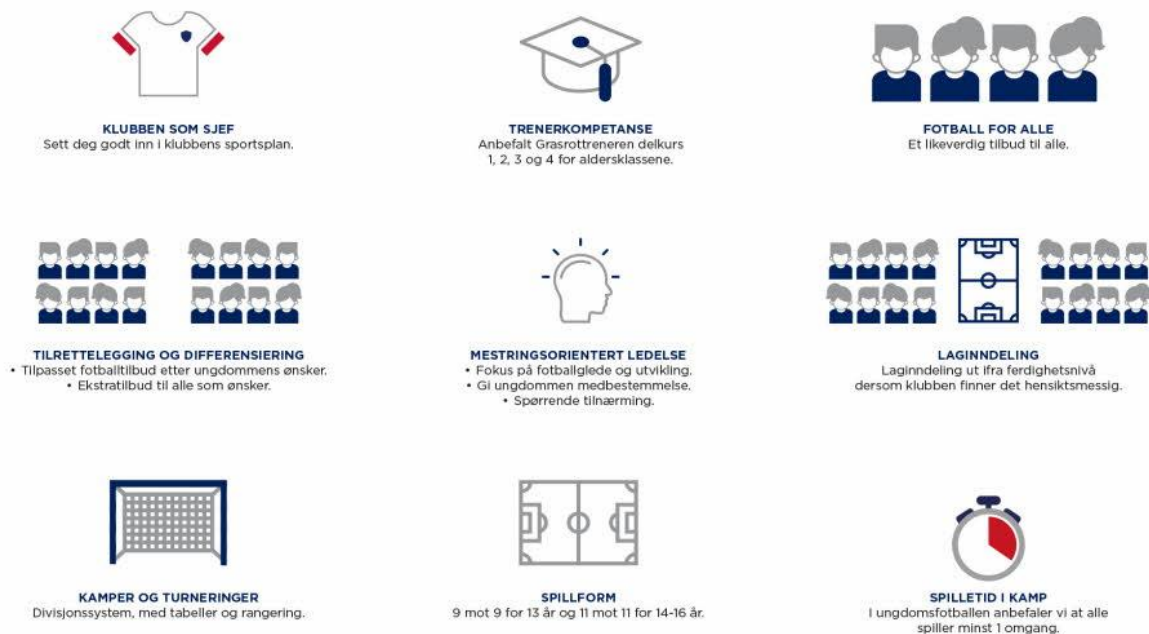 KLUBBEN SOM SJEF
Sett deg godt inn i klubbens sportsplan.
TRENERKOMPETANSE
Anbefalt Grasrottreneren delkurs
1, 2, 3 og 4 for aldersklassene.
FOTBALL FOR ALLE
Et likeverdig tilbud til alle.
TILRETTELEGGING OG DIFFERENSIERING
• Tilpasset fotballtilbud etter ungdommens ønsker.
• Ekstratilbud til alle som ønsker.
MESTRINGSORIENTERT LEDELSE
• Fokus på fotballglede og utvikling.
• Gi ungdommen medbestemmelse.
• Spørrende tilnærming.
LAGINNDELING
Laginndeling ut ifra ferdighetsnivå
dersom klubben finner det hensiktsmessig.
KAMPER OG TURNERINGER
Divisjonssystem, med tabeller og rangering.
SPILLFORM
9 mot 9 for 13 år og 11 mot 11 for 14-16 år.
SPILLETID I KAMP
I ungdomsfotballen anbefaler vi at alle
spiller minst 1 omgang.